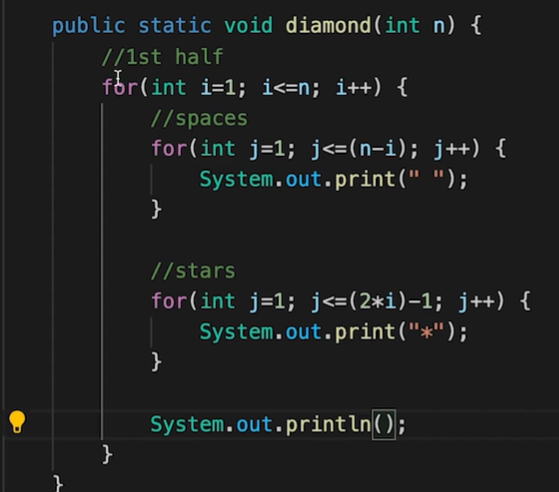 public static void diamond(int n) {
    //1st half
    for(int i=1; i<=n; i++) {
        //spaces
        for(int j=1; j<=(n-i); j++) {
            System.out.print(" ");
        }

        //stars
        for(int j=1; j<=(2*i)-1; j++) {
            System.out.print("*");
        }

        System.out.println();
    }
}